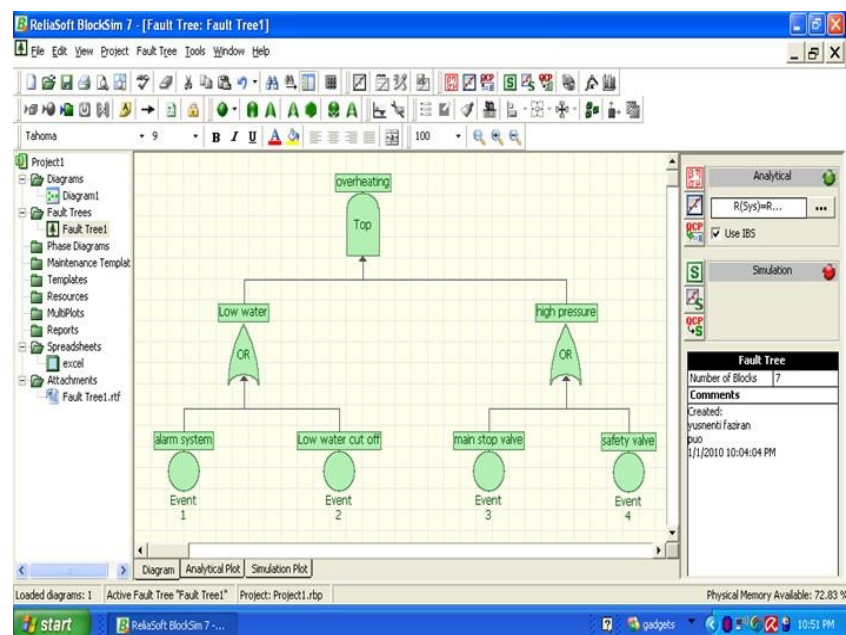 ReliaSoft BlockSim 7 - [Fault Tree: Fault Tree1]
File Edit View Project Fault Tree Tools Window Help
Tahoma 9 B I U A 100
Project1
Diagrams
Diagram1
Fault Trees
Fault Tree1
Phase Diagrams
Maintenance Templat
Templates
Resources
MultiPlots
Reports
Spreadsheets
excel
Attachments
Fault Tree1.rtf
overheating
Top
Low water
high pressure
OR
OR
alarm system
Low water cut off
main stop valve
safety valve
Event
1
Event
2
Event
3
Event
4
Diagram Analytical Plot Simulation Plot
Analytical
R(Sys)=R... ...
QCP
Use IBS
S
Simulation
S
QCP
S
Fault Tree
Number of Blocks 7
Comments
Created:
yusnenti faziran
puo
1/1/2010 10:04:04 PM
Loaded diagrams: 1 Active Fault Tree "Fault Tree1" Project: Project1.rbp Physical Memory Available: 72.83 %
start ReliaSoft BlockSim 7 -... gadgets 10:51 PM